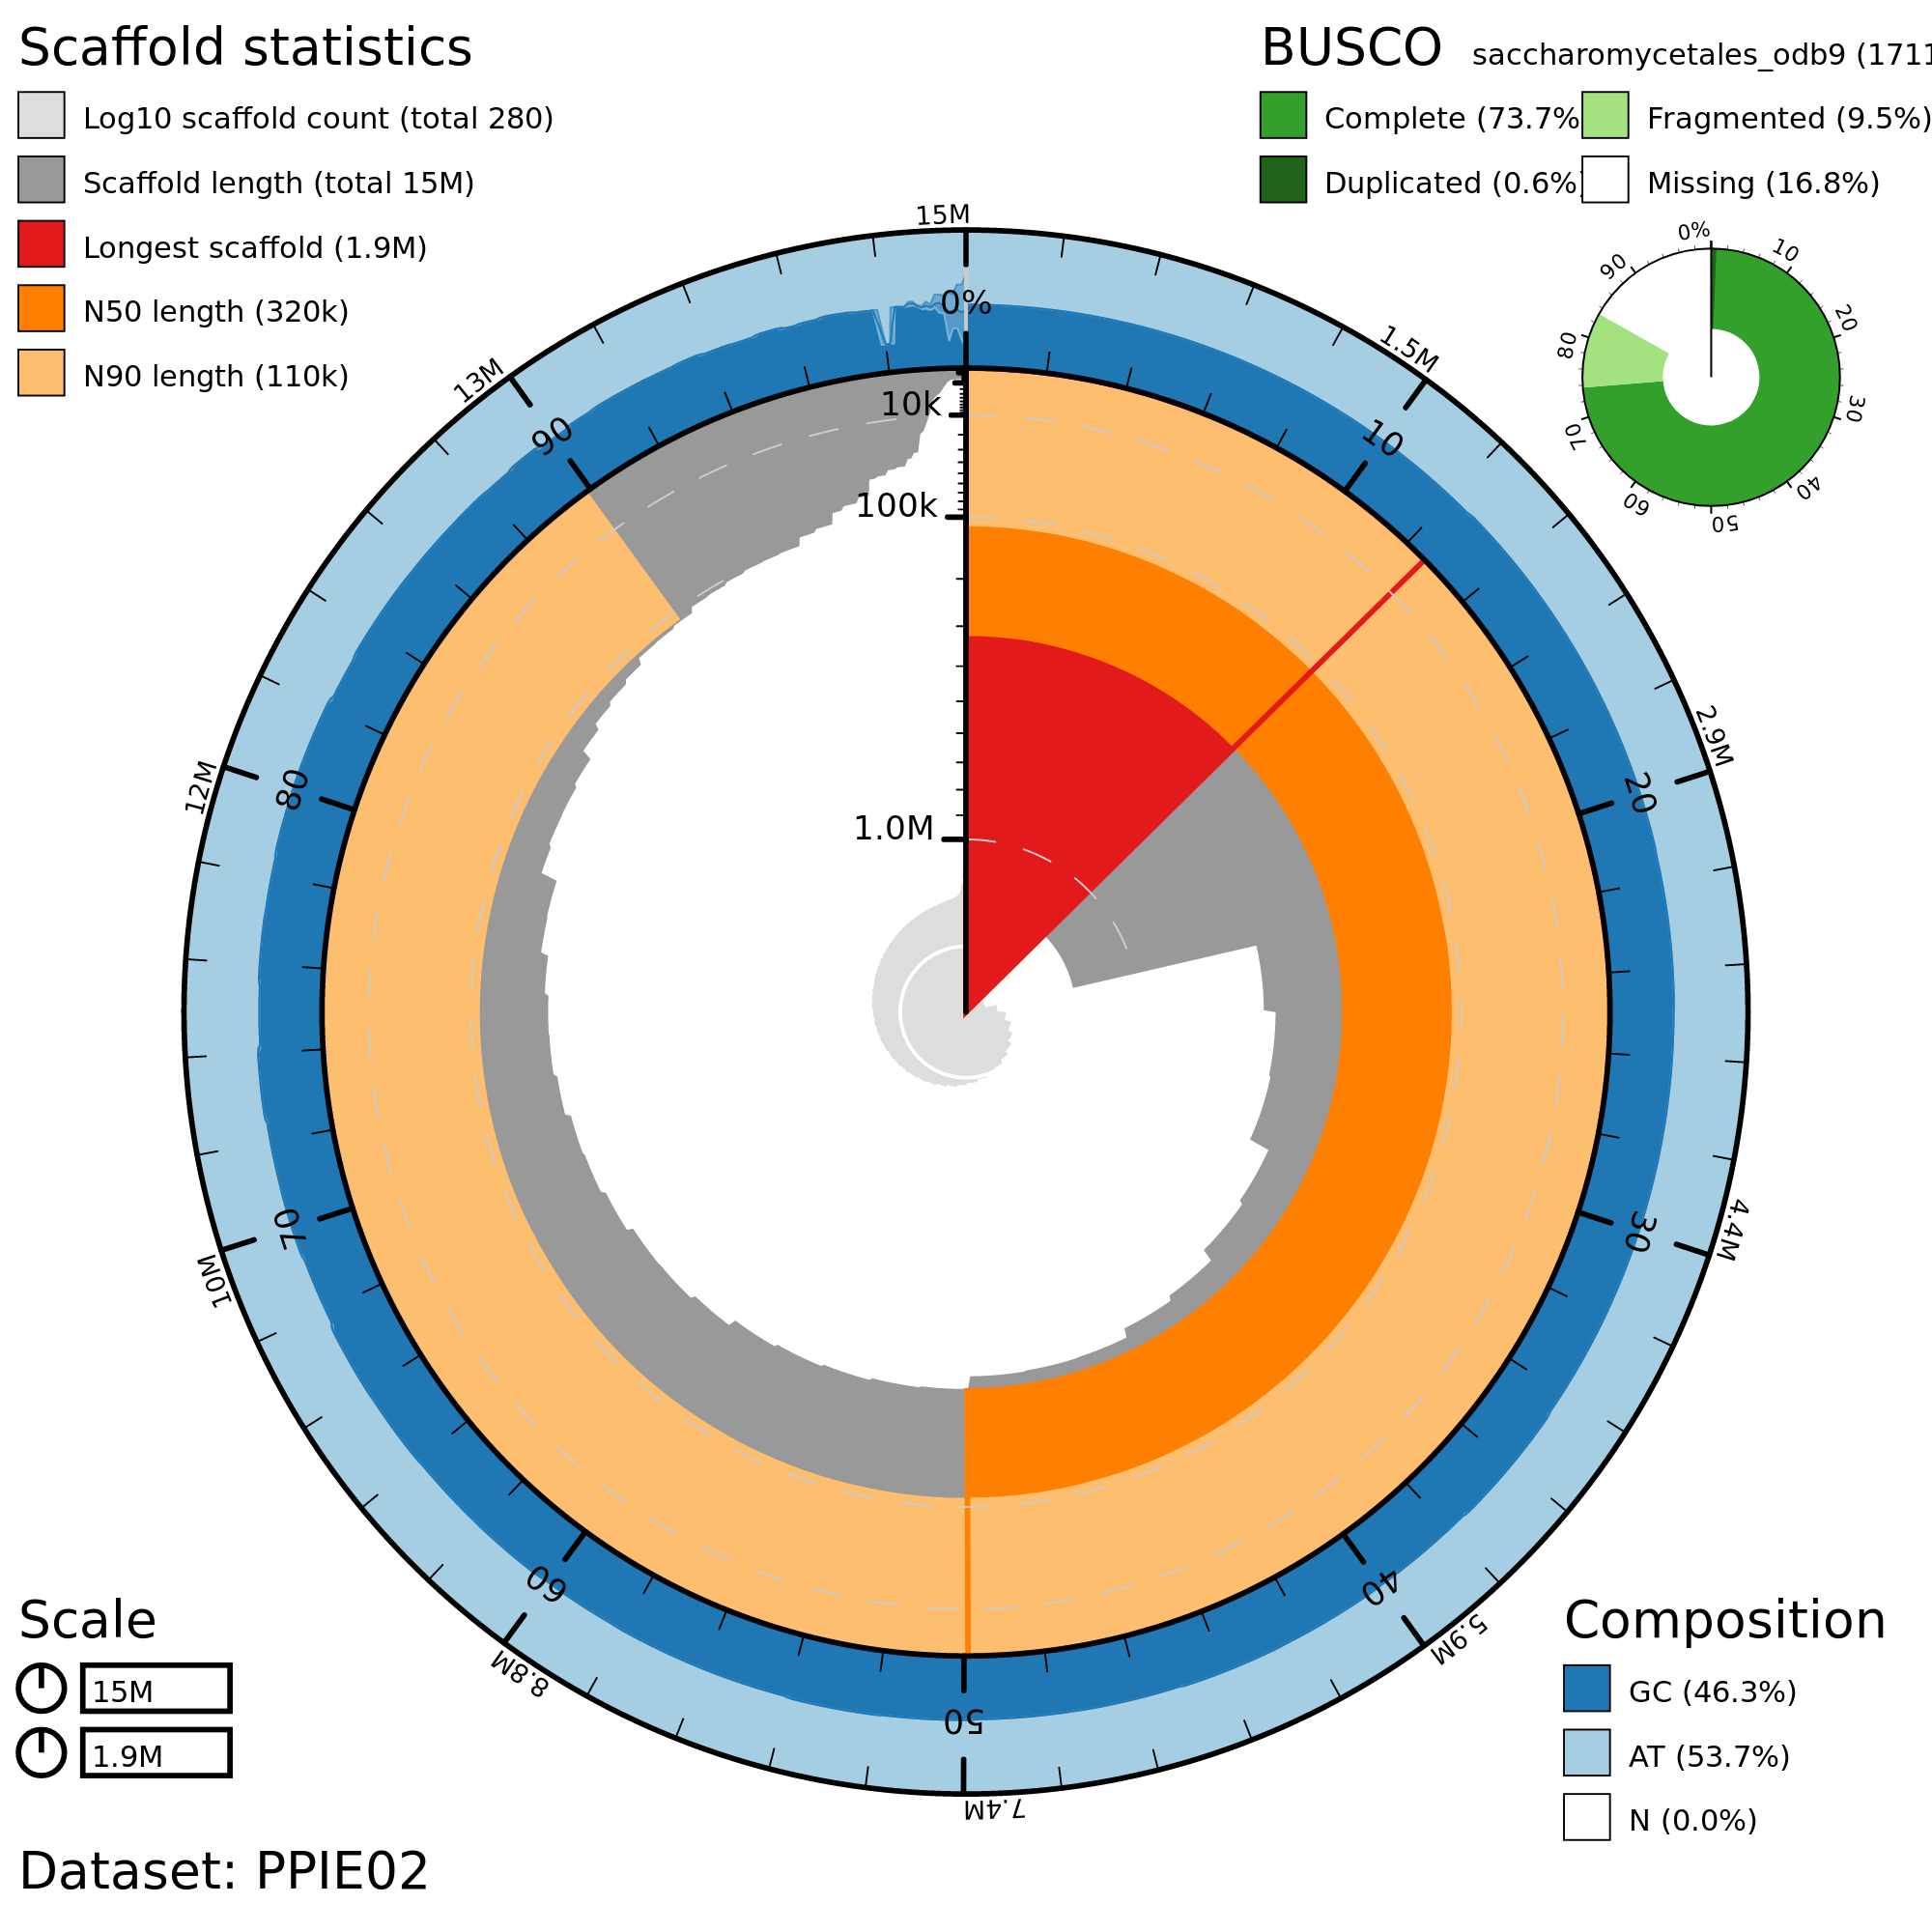 Scaffold statistics
Log10 scaffold count (total 280)
Scaffold length (total 15M)
Longest scaffold (1.9M)
N50 length (320k)
N90 length (110k)
BUSCO saccharomycetales_odb9 (1711
Complete (73.7%
Fragmented (9.5%)
Duplicated (0.6%)
Missing (16.8%)
0%
10
20
30
40
50
60
70
80
90
15M
1.5M
2.9M
4.4M
5.9M
7.4M
8.8M
10M
12M
13M
0%
10
20
30
40
50
60
70
80
90
10k
100k
1.0M
Scale
15M
1.9M
Composition
GC (46.3%)
AT (53.7%)
N (0.0%)
Dataset: PPIE02